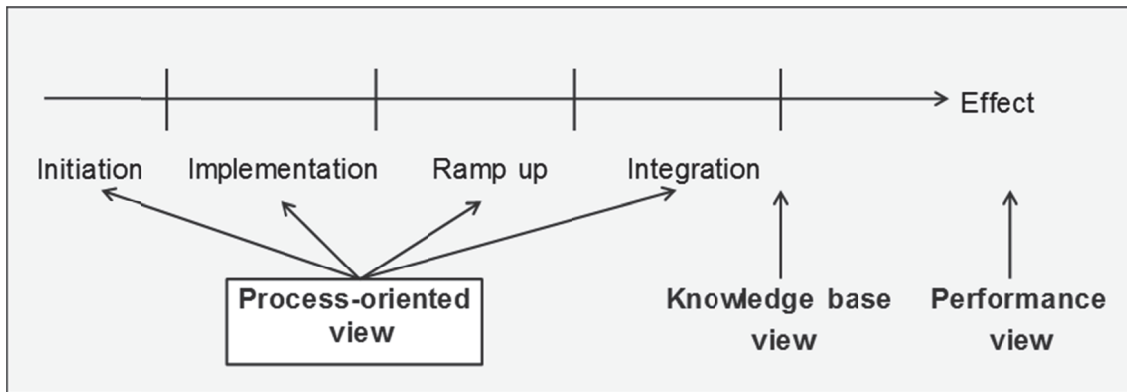 Effect
Initiation Implementation Ramp up Integration
Process-oriented
view
Knowledge base
view
Performance
view